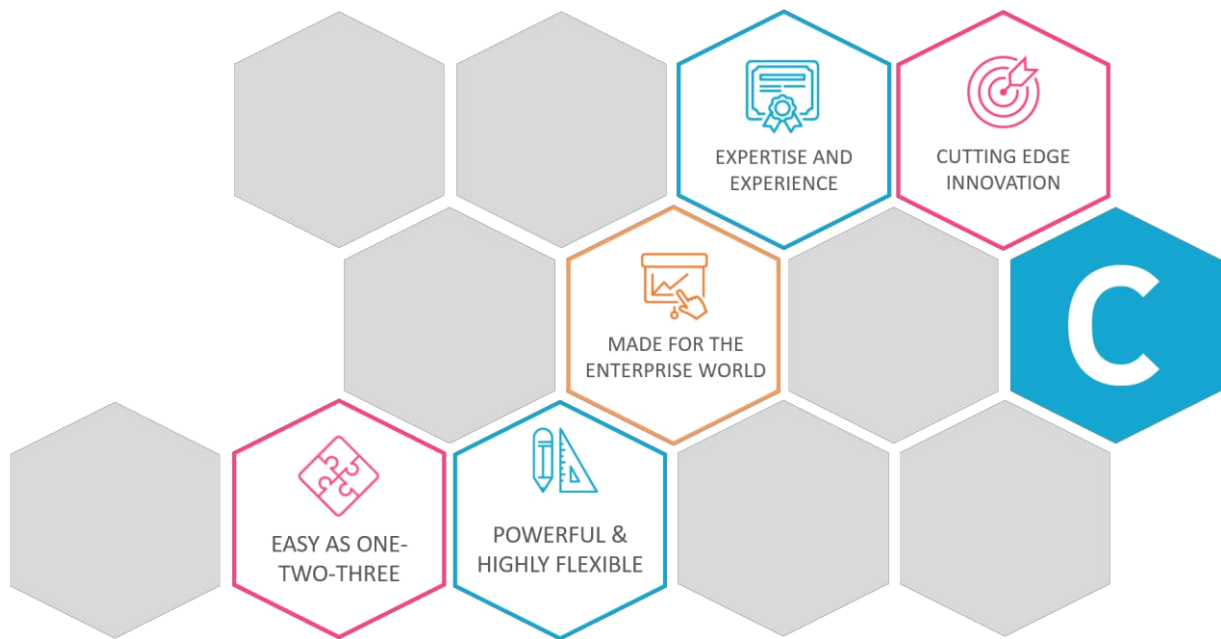 EXPERTISE AND
EXPERIENCE
CUTTING EDGE
INNOVATION
MADE FOR THE
ENTERPRISE WORLD
C
EASY AS ONE-
TWO-THREE
POWERFUL &
HIGHLY FLEXIBLE